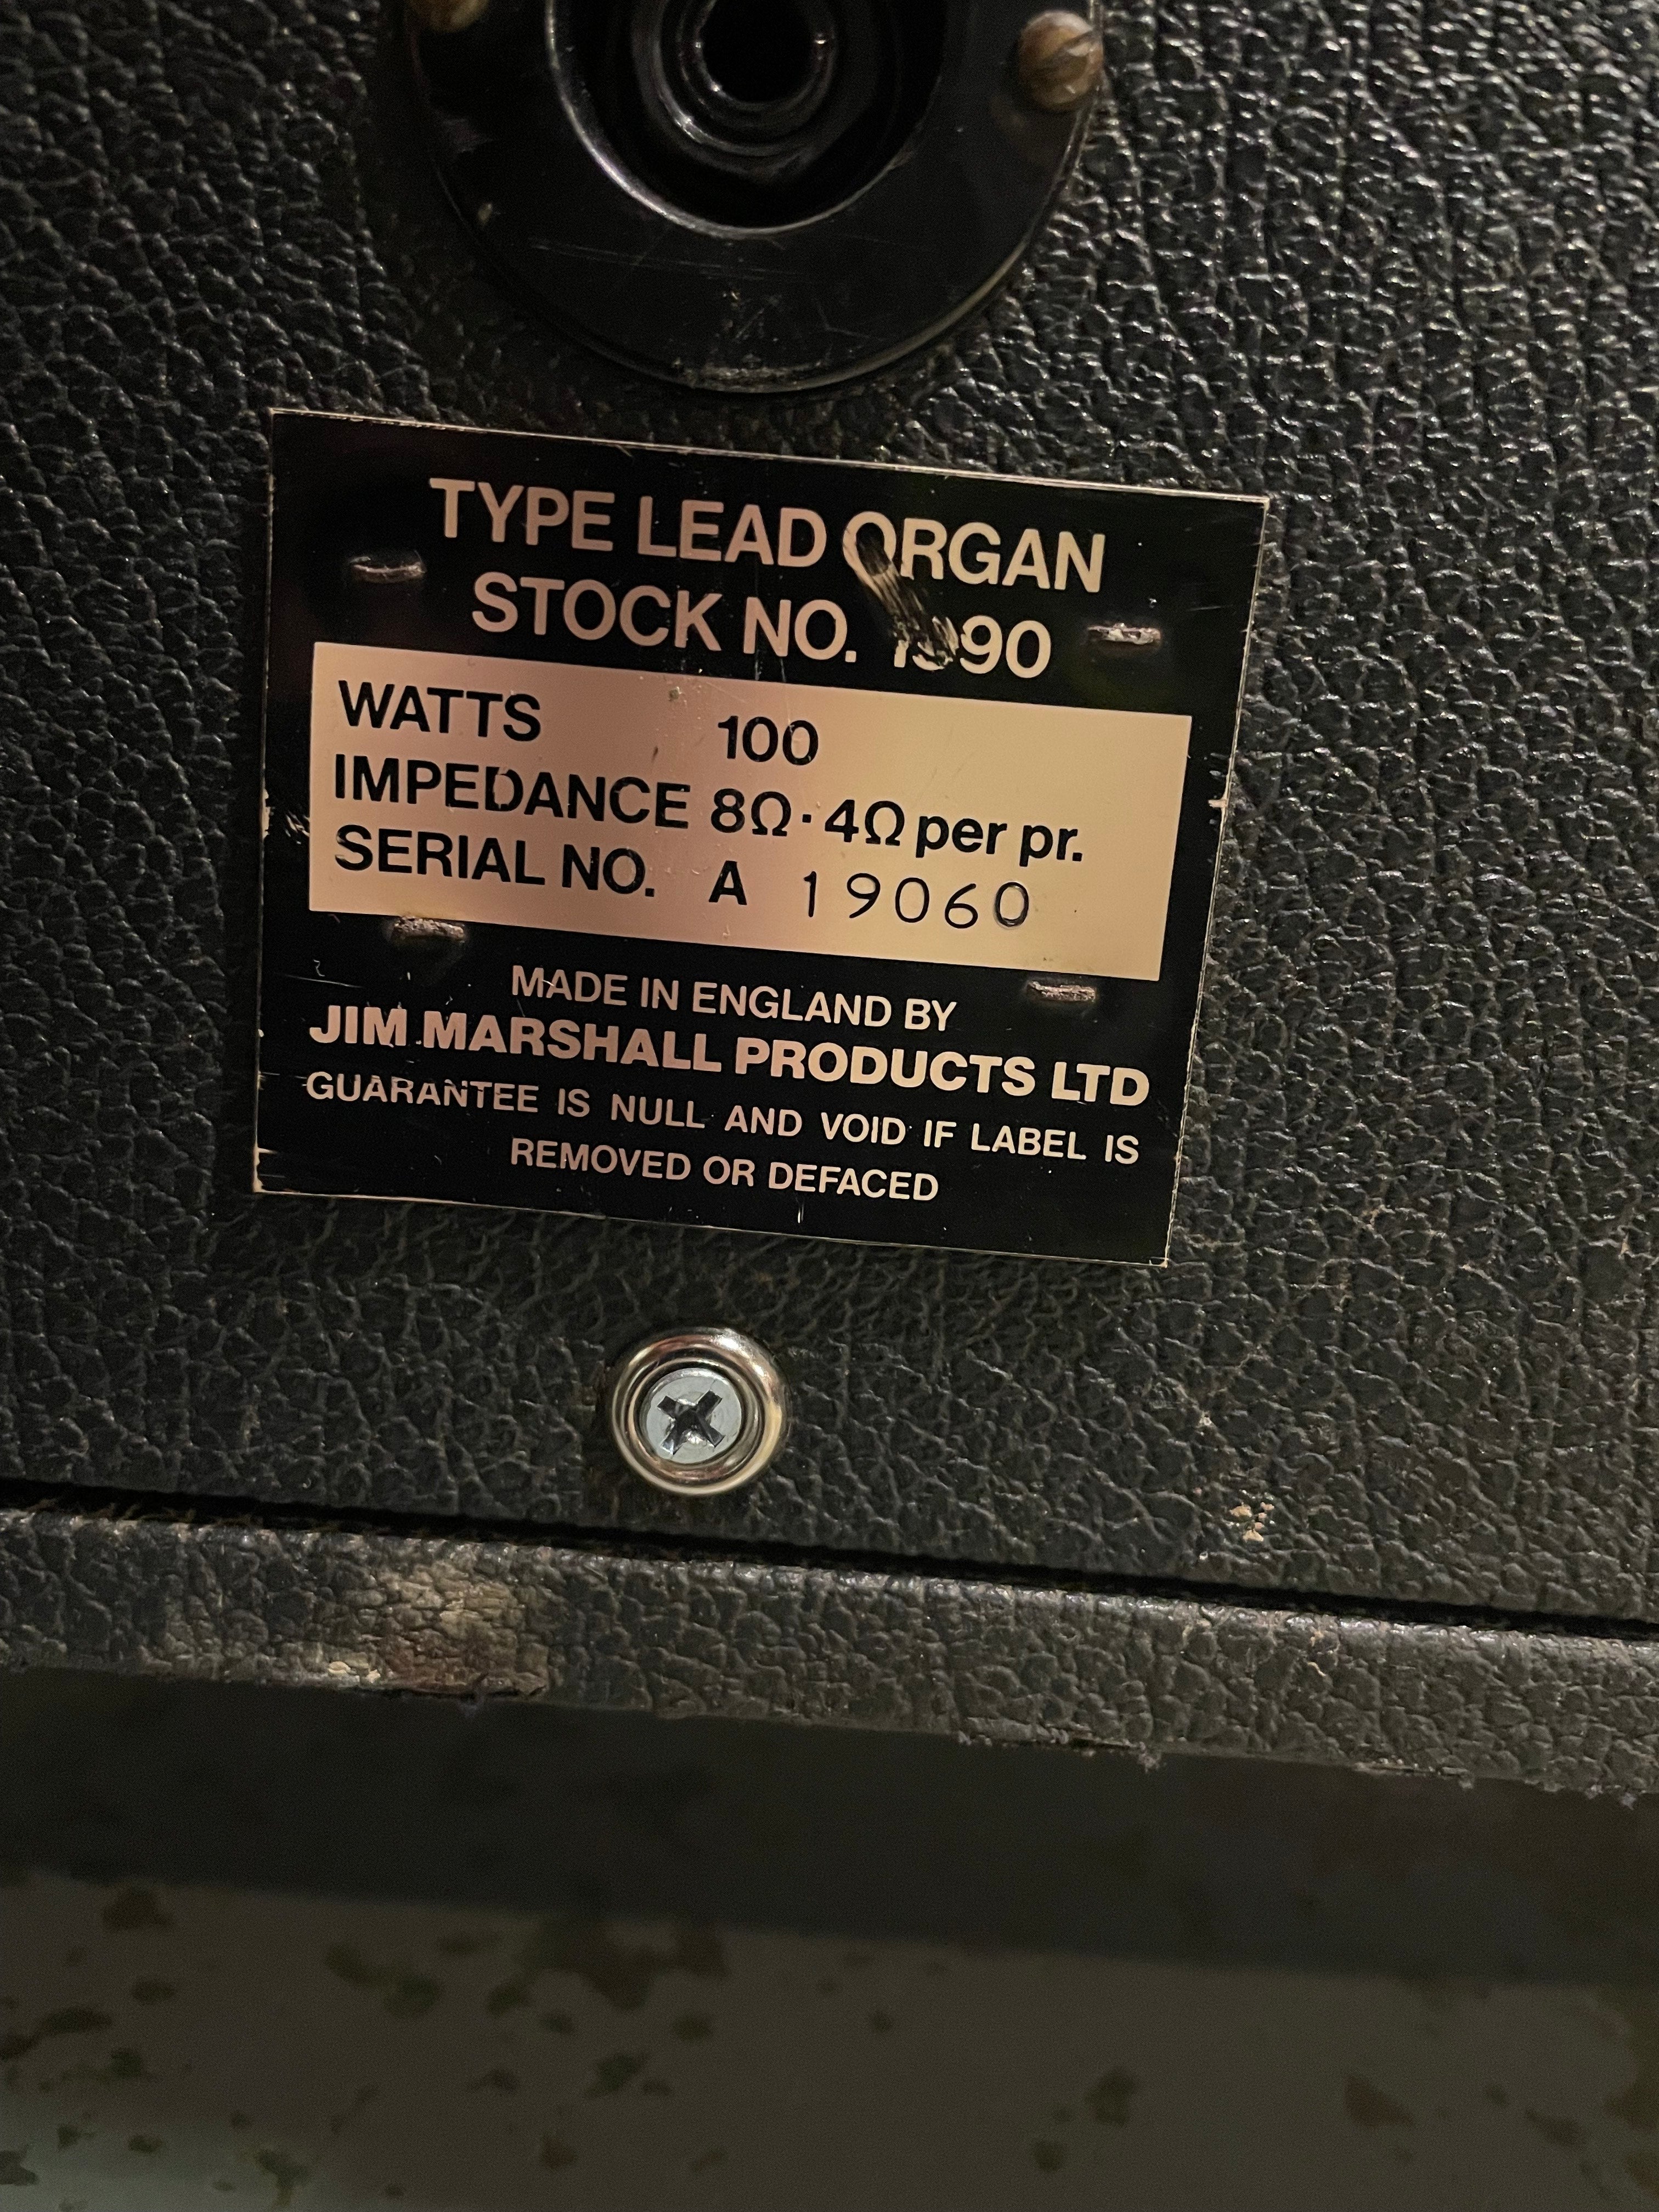 TYPE LEAD ORGAN
STOCK NO. 1990
WATTS 100
IMPEDANCE 8Ω·4Ω per pr.
SERIAL NO. A 19060
MADE IN ENGLAND BY
JIM MARSHALL PRODUCTS LTD
GUARANTEE IS NULL AND VOID IF LABEL IS
REMOVED OR DEFACED